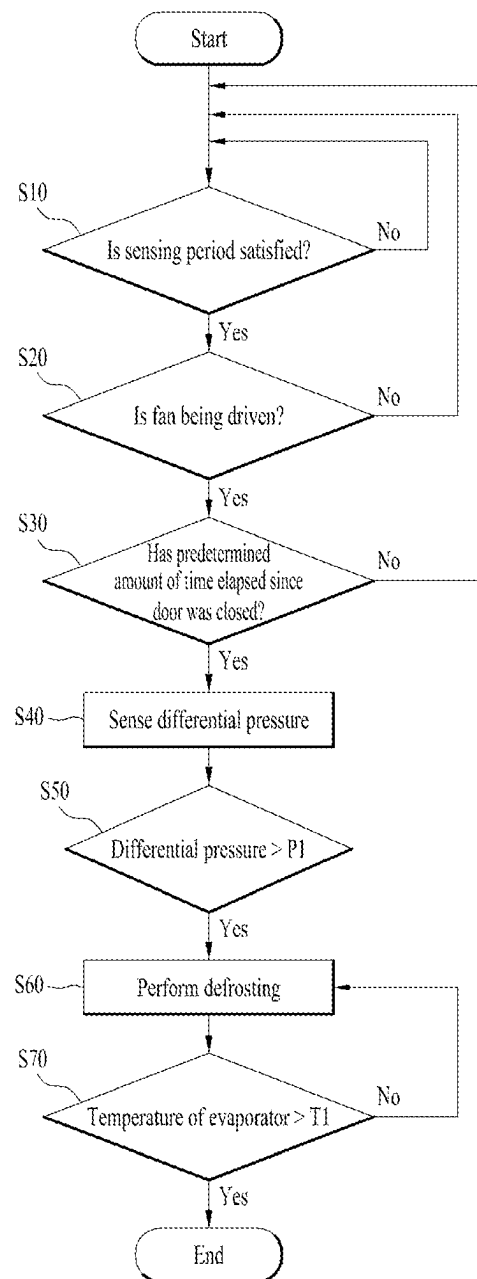 Start
S10
Is sensing period satisfied?
No
Yes
S20
Is fan being driven?
No
Yes
S30
Has predetermined
amount of time elapsed since
door was closed?
No
Yes
S40
Sense differential pressure
S50
Differential pressure > P1
Yes
S60
Perform defrosting
S70
Temperature of evaporator > T1
No
Yes
End